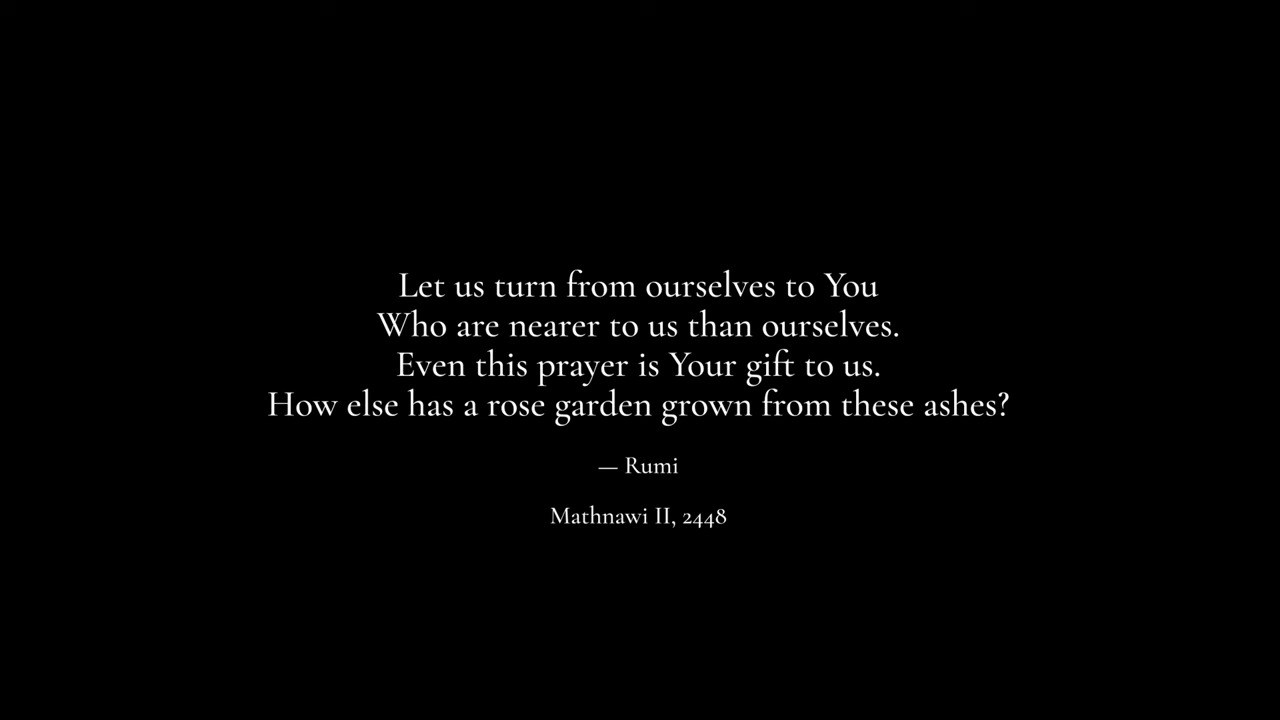 Let us turn from ourselves to You
Who are nearer to us than ourselves.
Even this prayer is Your gift to us.
How else has a rose garden grown from these ashes?
— Rumi
Mathnawi II, 2448